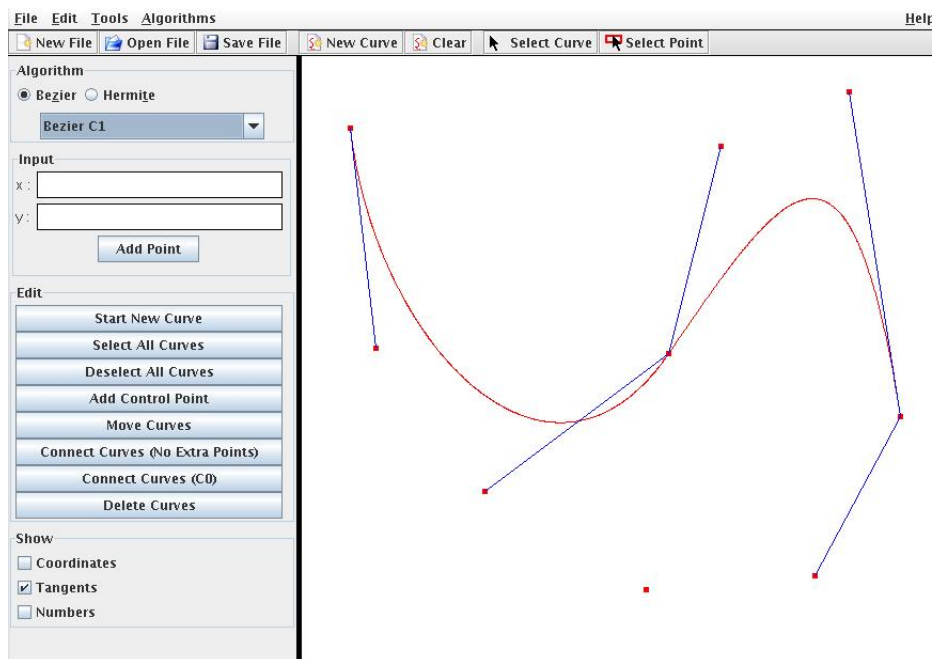 File Edit Tools Algorithms Help
New File Open File Save File New Curve Clear Select Curve Select Point
Algorithm
Bezier Hermite
Bezier C1
Input
x :
y :
Add Point
Edit
Start New Curve
Select All Curves
Deselect All Curves
Add Control Point
Move Curves
Connect Curves (No Extra Points)
Connect Curves (C0)
Delete Curves
Show
Coordinates
Tangents
Numbers